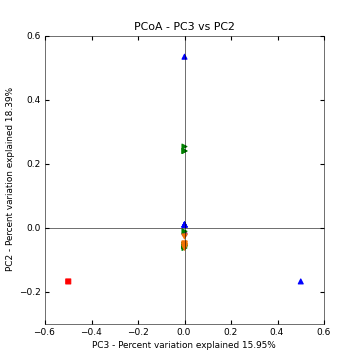 PCoA - PC3 vs PC2
PC2 - Percent variation explained 18.39%
0.6
0.4
0.2
0.0
−0.2
−0.6 −0.4 −0.2 0.0 0.2 0.4 0.6
PC3 - Percent variation explained 15.95%